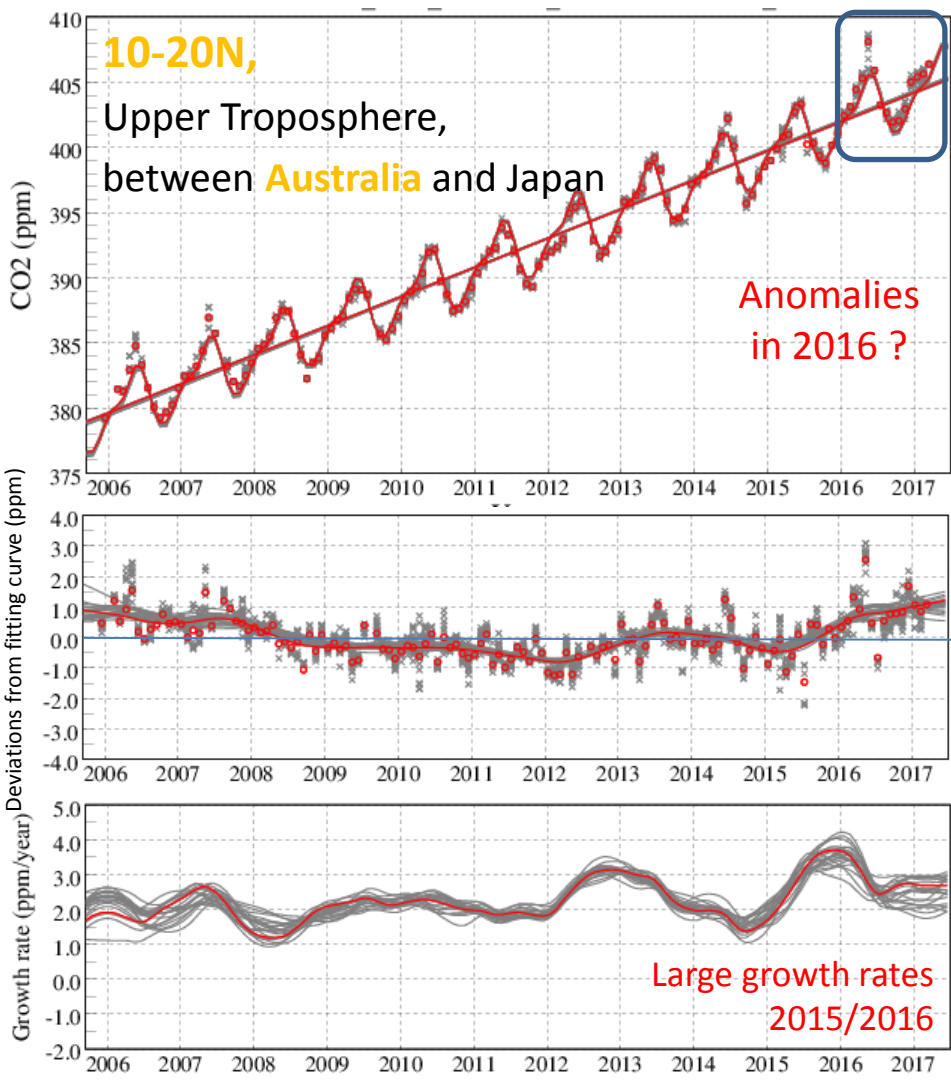 410
10-20N,
405
Upper Troposphere,
400
between Australia and Japan
395
CO2 (ppm)
390
Anomalies
in 2016 ?
385
380
375
2006 2007 2008 2009 2010 2011 2012 2013 2014 2015 2016 2017
Deviations from fitting curve (ppm)
4.0
3.0
2.0
1.0
0.0
-1.0
-2.0
-3.0
-4.0
2006 2007 2008 2009 2010 2011 2012 2013 2014 2015 2016 2017
Growth rate (ppm/year)
5.0
4.0
3.0
2.0
1.0
0.0
-1.0
-2.0
Large growth rates
2015/2016
2006 2007 2008 2009 2010 2011 2012 2013 2014 2015 2016 2017